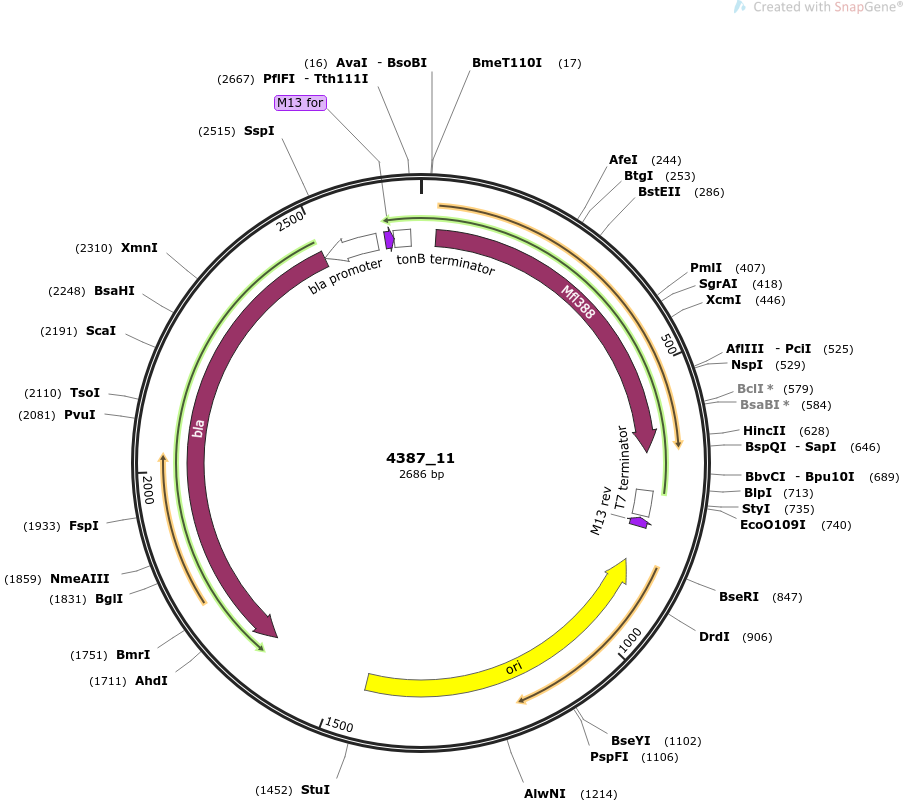 Created with SnapGene®
(16) AvaI - BsoBI
BmeT110I (17)
(2667) PflFI - Tth111I
M13 for
(2515) SspI
AfeI (244)
BtgI (253)
BstEII (286)
2500
(2310) XmnI
bla promoter
tonB terminator
PmlI (407)
SgrAI (418)
XcmI (446)
(2248) BsaHI
Mfl388
(2191) ScaI
500
AflIII - PciI (525)
NspI (529)
(2110) TsoI
BclI * (579)
BsaBI * (584)
(2081) PvuI
bla
HincII (628)
BspQI - SapI (646)
4387_11
2686 bp
T7 terminator
BbvCI - Bpu10I (689)
BlpI (713)
2000
StyI (735)
M13 rev
EcoO109I (740)
(1933) FspI
(1859) NmeAIII
(1831) BglI
BseRI (847)
DrdI (906)
1000
(1751) BmrI
ori
(1711) AhdI
1500
BseYI (1102)
PspFI (1106)
(1452) StuI
AlwNI (1214)